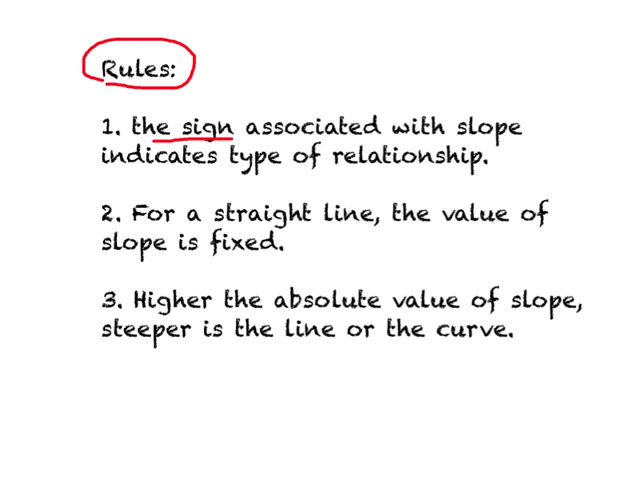 Rules:
1. the sign associated with slope
indicates type of relationship.
2. For a straight line, the value of
slope is fixed.
3. Higher the absolute value of slope,
steeper is the line or the curve.